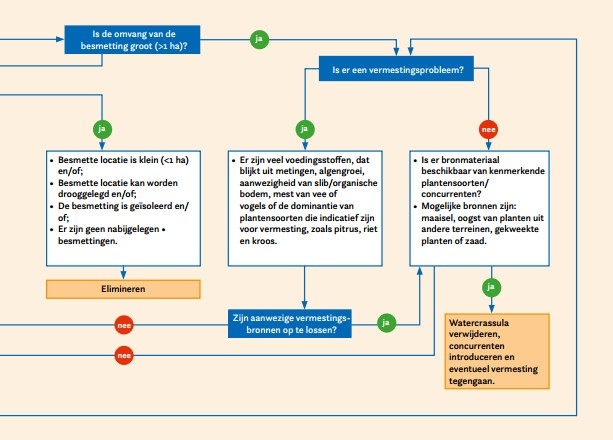 Is de omvang van de
besmetting groot (>1 ha)?
ja
Is er een vermestingsprobleem?
ja
ja
nee
• Besmette locatie is klein (<1 ha)
en/of;
• Besmette locatie kan worden
drooggelegd en/of;
• De besmetting is geïsoleerd en/
of;
• Er zijn geen nabijgelegen •
besmettingen.
• Er zijn veel voedingsstoffen, dat
blijkt uit metingen, algengroei,
aanwezigheid van slib/organische
bodem, mest van vee of
vogels of de dominantie van
plantensoorten die indicatief zijn
voor vermesting, zoals pitrus, riet
en kroos.
• Is er bronmateriaal
beschikbaar van kenmerkende
plantensoorten/
concurrenten?
• Mogelijke bronnen zijn:
maaisel, oogst van planten uit
andere terreinen, gekweekte
planten of zaad.
Elimineren
nee
Zijn aanwezige vermestings-
bronnen op te lossen?
ja
ja
nee
Watercrassula
verwijderen,
concurrenten
introduceren en
eventueel vermesting
tegengaan.